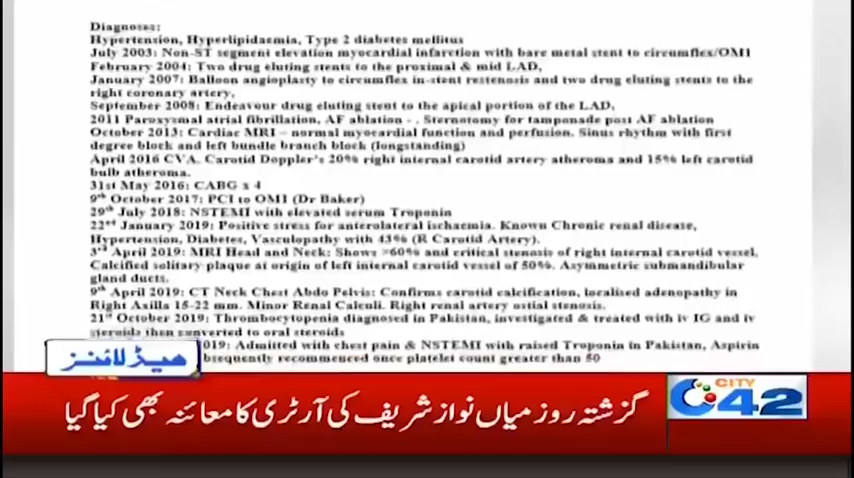 Diagnoses:
Hypertension, Hyperlipidaemia, Type 2 diabetes mellitus
July 2003: Non-ST segment elevation myocardial infarction with bare metal stent to circumflex/OM1
February 2004: Two drug eluting stents to the proximal & mid LAD,
January 2007: Balloon angioplasty to circumflex in-stent restenosis and two drug eluting stents to the
right coronary artery,
September 2008: Endeavour drug eluting stent to the apical portion of the LAD,
2011 Paroxysmal atrial fibrillation, AF ablation - . Sternotomy for tamponade post AF ablation
October 2013: Cardiac MRI – normal myocardial function and perfusion. Sinus rhythm with first
degree block and left bundle branch block (longstanding)
April 2016 CVA. Carotid Doppler's 20% right internal carotid artery atheroma and 15% left carotid
bulb atheroma.
31st May 2016: CABG x 4
9th October 2017: PCI to OM1 (Dr Baker)
29th July 2018: NSTEMI with elevated serum Troponin
22nd January 2019: Positive stress for anterolateral ischaemia. Known Chronic renal disease,
Hypertension, Diabetes, Vasculopathy with 43% (R Carotid Artery).
3rd April 2019: MRI Head and Neck: Shows >60% and critical stenosis of right internal carotid vessel.
Calcified solitary plaque at origin of left internal carotid vessel of 50%. Asymmetric submandibular
gland ducts.
9th April 2019: CT Neck Chest Abdo Pelvis: Confirms carotid calcification, localised adenopathy in
Right Axilla 15-22 mm. Minor Renal Calculi. Right renal artery ostial stenosis.
21st October 2019: Thrombocytopenia diagnosed in Pakistan, investigated & treated with iv IG and iv
steroids then converted to oral steroids
2019: Admitted with chest pain & NSTEMI with raised Troponin in Pakistan, Aspirin
bsequently recommenced once platelet count greater than 50
ہیڈلائنز
گزشتہ روز میاں نواز شریف کی آرٹری کا معائنہ بھی کیا گیا
CITY
42